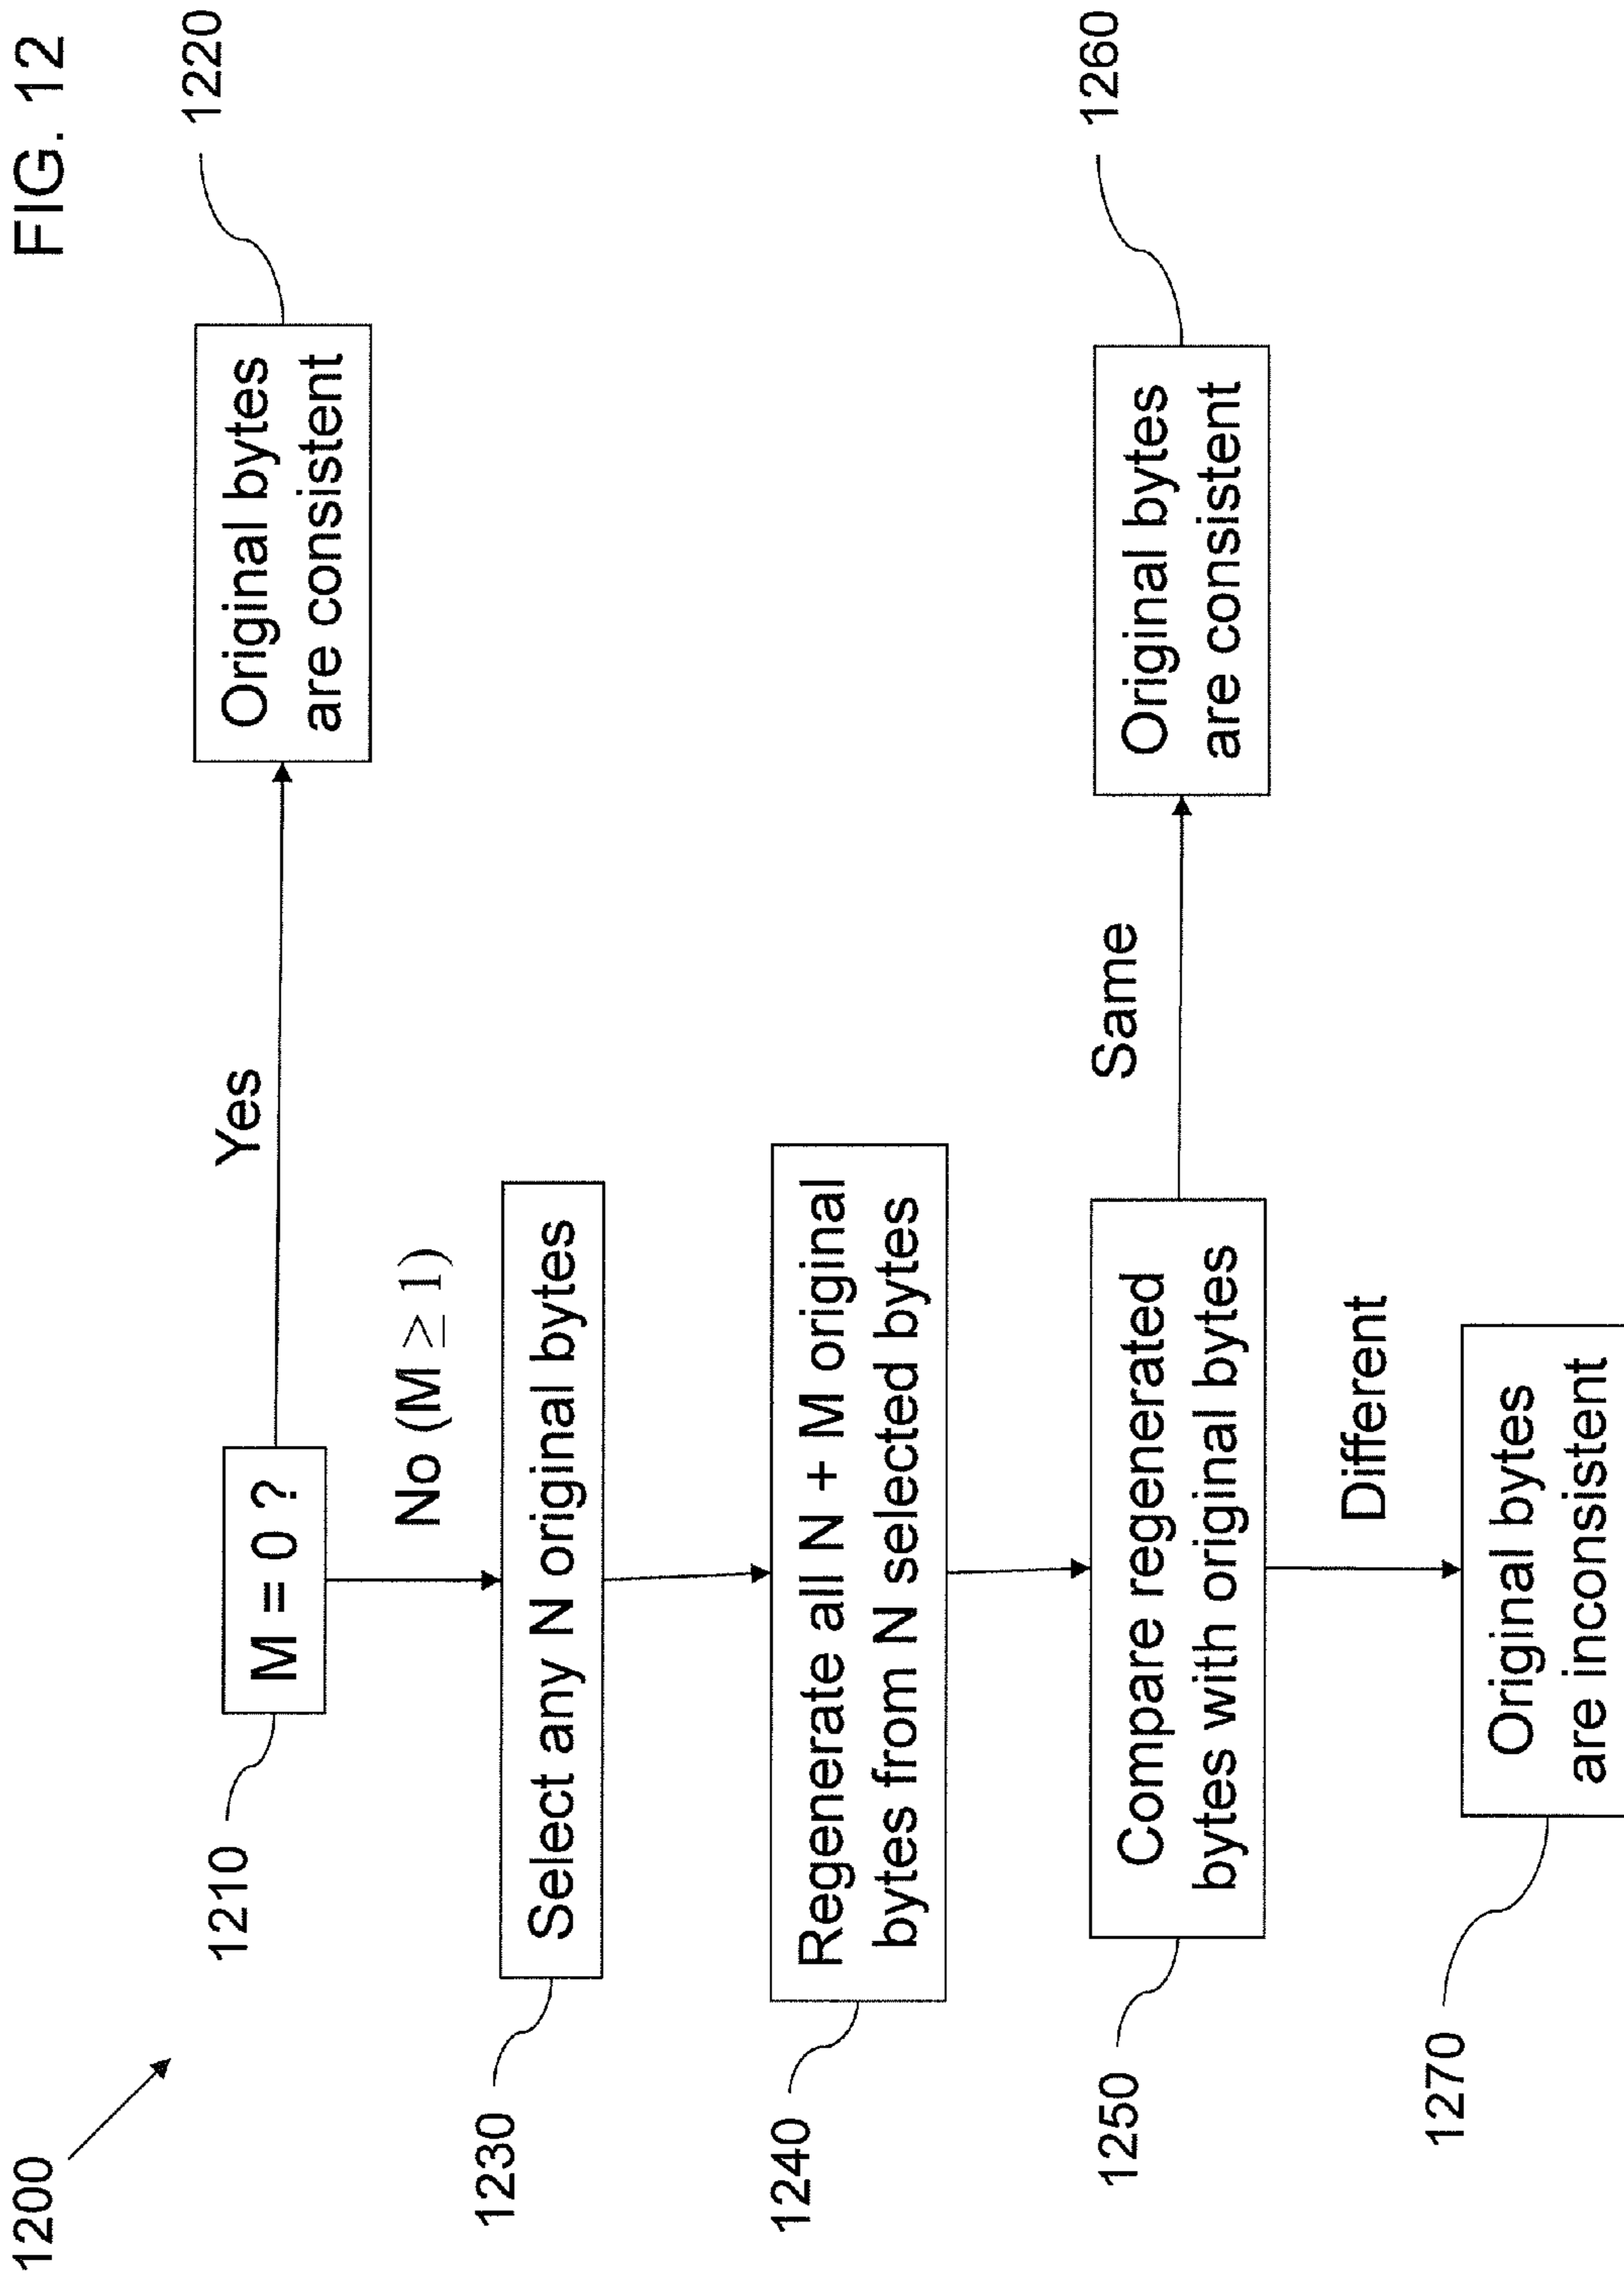 FIG. 12
1200
1210
M = 0 ?
Yes
Original bytes
are consistent
1220
No (M ≥ 1)
1230
Select any N original bytes
1240
Regenerate all N + M original
bytes from N selected bytes
1250
Compare regenerated
bytes with original bytes
Same
Original bytes
are consistent
1260
Different
1270
Original bytes
are inconsistent